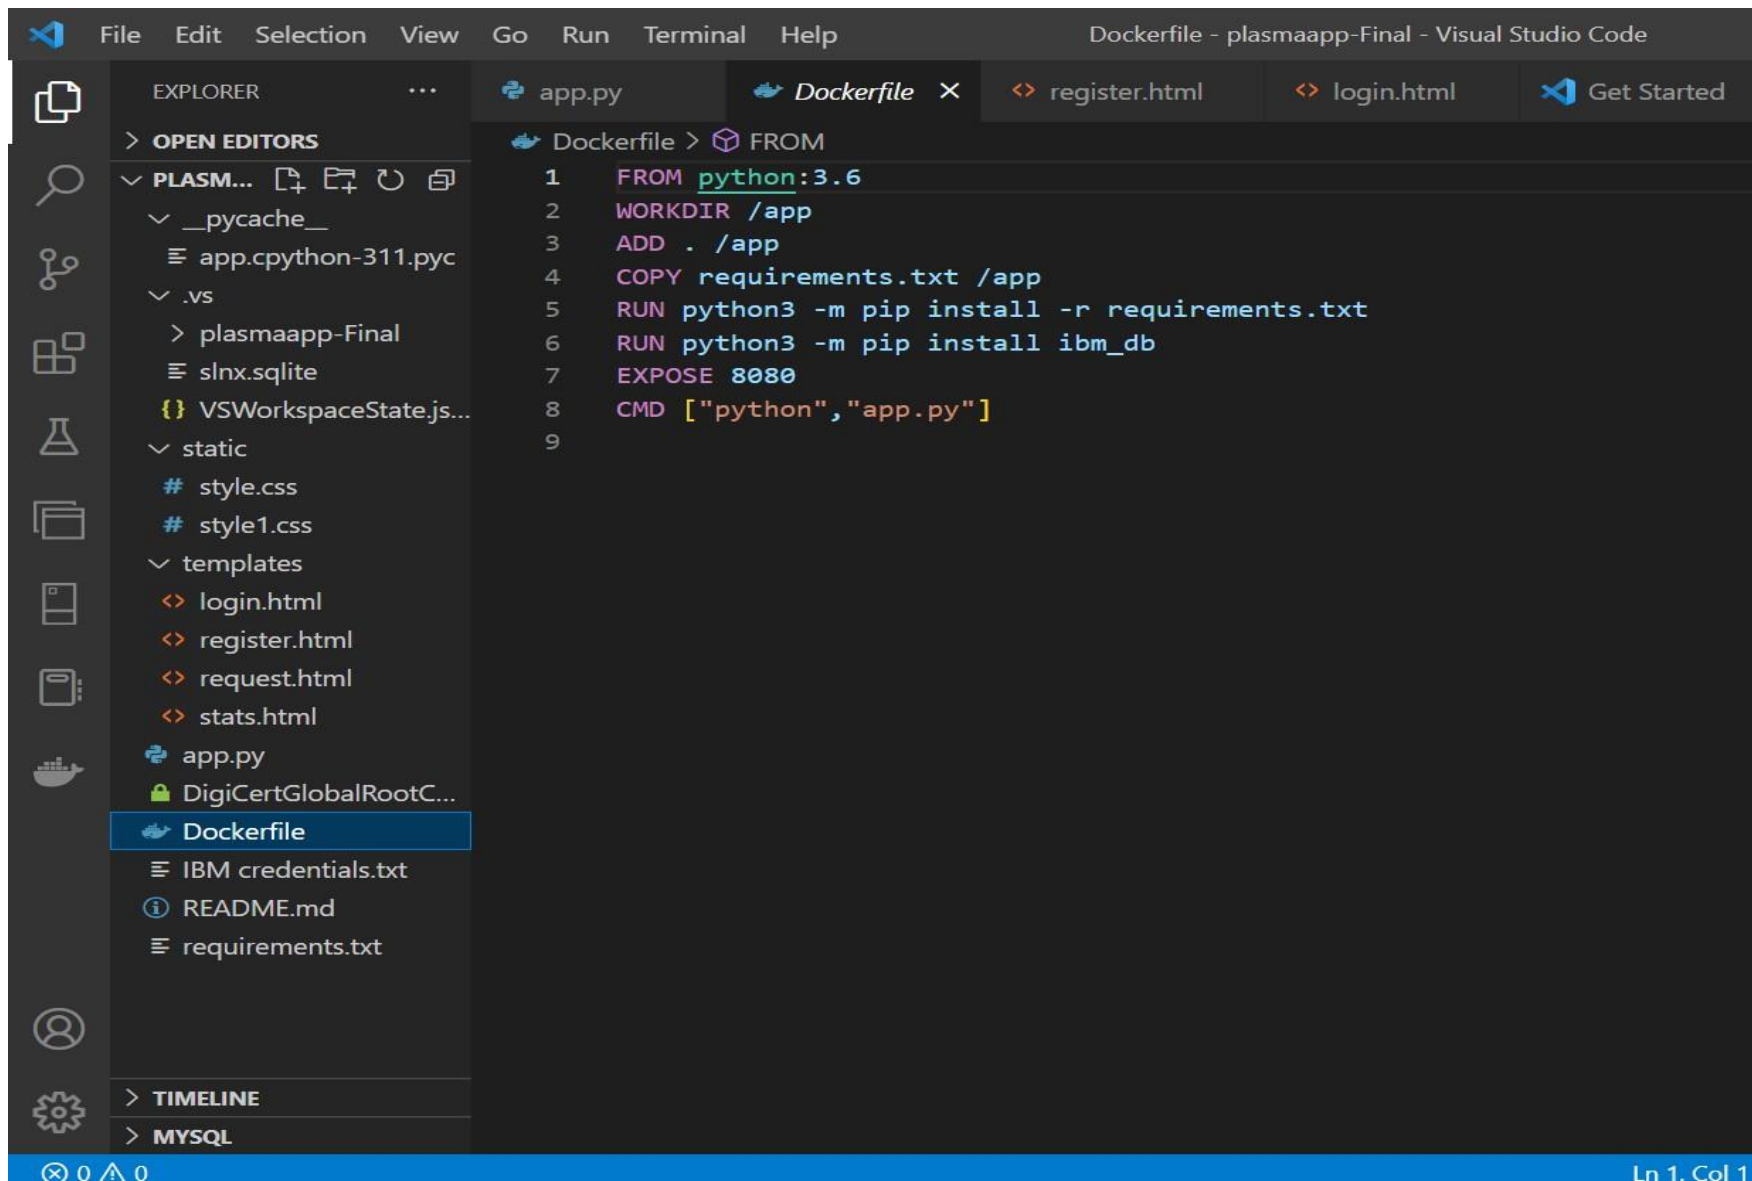 File Edit Selection View Go Run Terminal Help Dockerfile - plasmaapp-Final - Visual Studio Code
EXPLORER ...
OPEN EDITORS
PLASM...
__pycache__
app.cpython-311.pyc
.vs
plasmaapp-Final
slnx.sqlite
{} VSWorkspaceState.js...
static
# style.css
# style1.css
templates
<> login.html
<> register.html
<> request.html
<> stats.html
app.py
DigiCertGlobalRootC...
Dockerfile
IBM credentials.txt
README.md
requirements.txt
TIMELINE
MYSQL
app.py Dockerfile × <> register.html <> login.html Get Started
Dockerfile > FROM
1 FROM python:3.6
2 WORKDIR /app
3 ADD . /app
4 COPY requirements.txt /app
5 RUN python3 -m pip install -r requirements.txt
6 RUN python3 -m pip install ibm_db
7 EXPOSE 8080
8 CMD ["python","app.py"]
9
0 0 Ln 1, Col 1